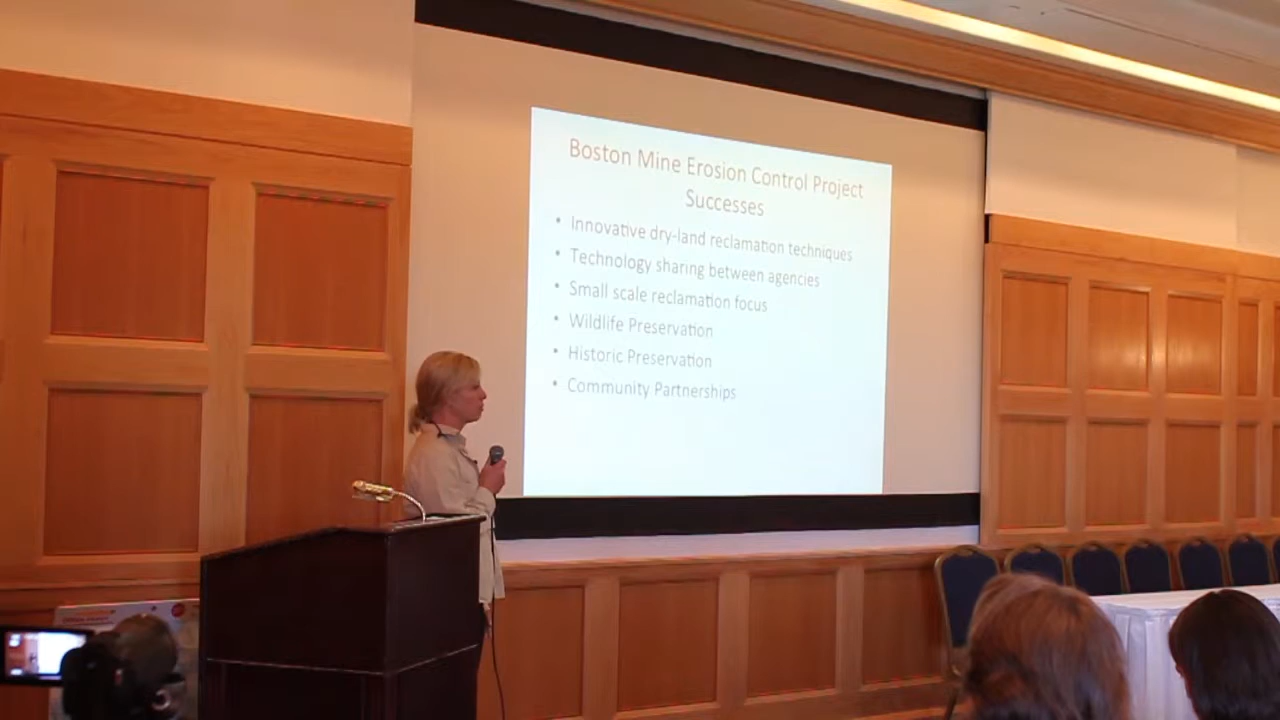 Boston Mine Erosion Control Project
Successes
• Innovative dry-land reclamation techniques
• Technology sharing between agencies
• Small scale reclamation focus
• Wildlife Preservation
• Historic Preservation
• Community Partnerships